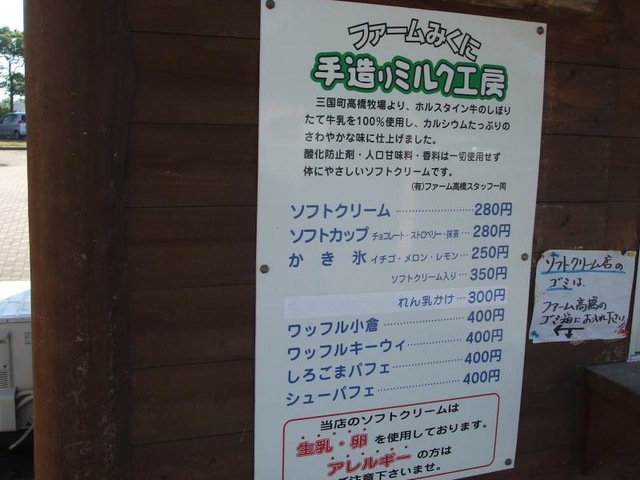 ファームみくに
手造りミルク工房
三国町高橋牧場より、ホルスタイン牛のしぼり
たて牛乳を100%使用し、カルシウムたっぷりの
さわやかな味に仕上げました。
酸化防止剤・人口甘味料・香料は一切使用せず
体にやさしいソフトクリームです。
(有)ファーム高橋スタッフ一同
ソフトクリーム……………280円
ソフトカップ チョコレート・ストロベリー・抹茶…280円
かき氷 イチゴ・メロン・レモン…250円
ソフトクリーム入り…350円
れん乳かけ…300円
ワッフル小倉……………400円
ワッフルキーウィ…………400円
しろごまパフェ……………400円
シューパフェ………………400円
当店のソフトクリームは
生乳・卵を使用しております。
アレルギーの方は
ご注意下さいませ。
ソフトクリーム店の
ゴミは、
ファーム高橋の
ゴミ箱にお入れ下さい